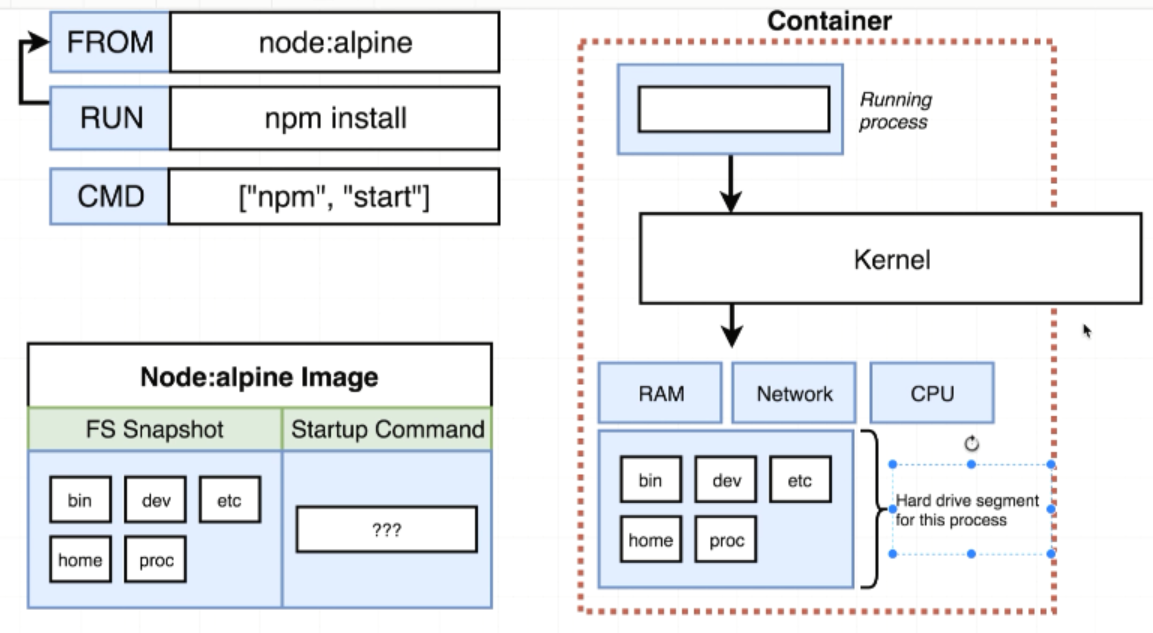 Container
FROM node:alpine
RUN npm install
CMD ["npm", "start"]
Running
process
Kernel
Node:alpine Image
FS Snapshot Startup Command
bin dev etc
home proc
???
RAM Network CPU
bin dev etc
home proc
Hard drive segment
for this process